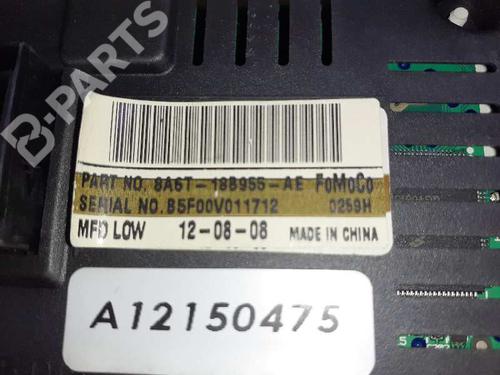 B-PARTS
PART NO. 8A6T-18B955-AE FoMoCo
SERIAL NO. B5F00V011712 0259H
MFD LOW 12-08-08 MADE IN CHINA
A12150475